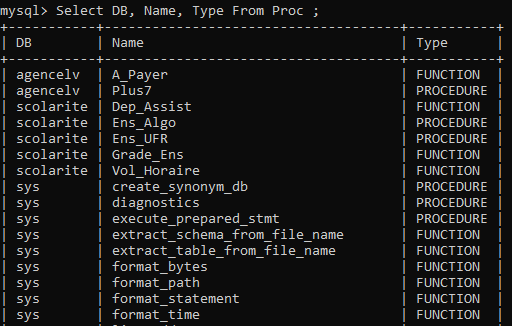 mysql> Select DB, Name, Type From Proc ;
+-----------+-------------------------------------+-----------+
| DB | Name | Type |
+-----------+-------------------------------------+-----------+
| agencelv | A_Payer | FUNCTION |
| agencelv | Plus7 | PROCEDURE |
| scolarite | Dep_Assist | FUNCTION |
| scolarite | Ens_Algo | PROCEDURE |
| scolarite | Ens_UFR | PROCEDURE |
| scolarite | Grade_Ens | FUNCTION |
| scolarite | Vol_Horaire | FUNCTION |
| sys | create_synonym_db | PROCEDURE |
| sys | diagnostics | PROCEDURE |
| sys | execute_prepared_stmt | PROCEDURE |
| sys | extract_schema_from_file_name | FUNCTION |
| sys | extract_table_from_file_name | FUNCTION |
| sys | format_bytes | FUNCTION |
| sys | format_path | FUNCTION |
| sys | format_statement | FUNCTION |
| sys | format_time | FUNCTION |